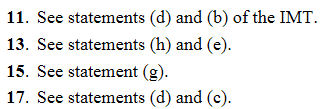 11. See statements (d) and (b) of the IMT.
13. See statements (h) and (e).
15. See statement (g).
17. See statements (d) and (c).